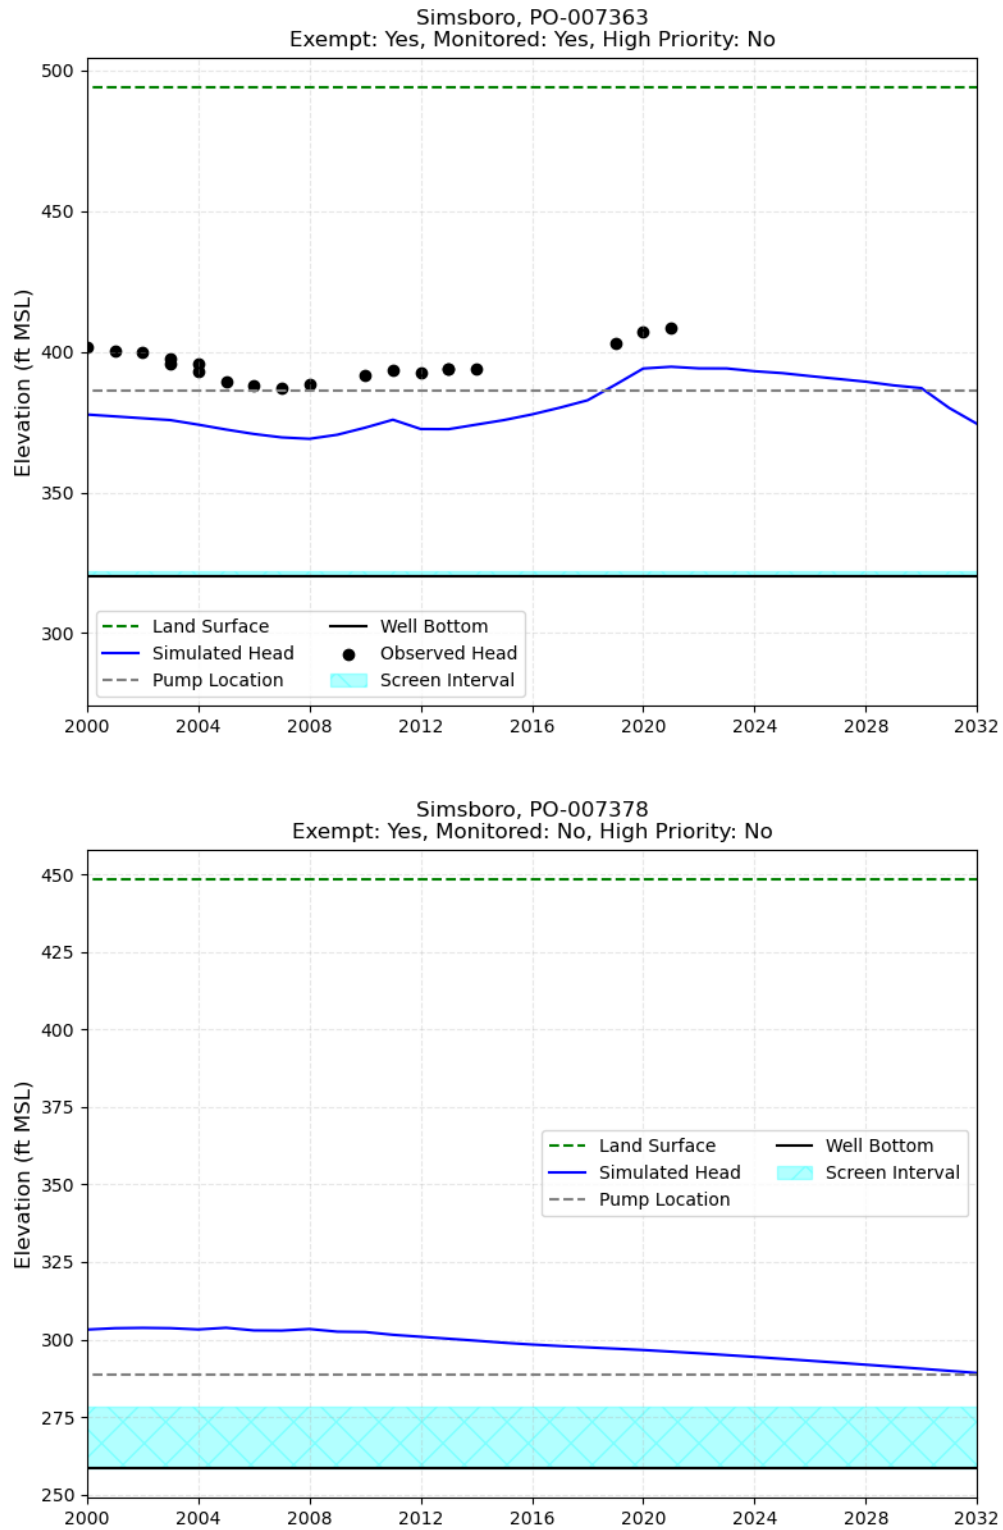 Simsboro, PO-007363
Exempt: Yes, Monitored: Yes, High Priority: No
Elevation (ft MSL)
500
450
400
350
300
Land Surface
Simulated Head
Pump Location
Well Bottom
Observed Head
Screen Interval
2000 2004 2008 2012 2016 2020 2024 2028 2032
Simsboro, PO-007378
Exempt: Yes, Monitored: No, High Priority: No
Elevation (ft MSL)
450
425
400
375
350
325
300
275
250
Land Surface
Simulated Head
Pump Location
Well Bottom
Screen Interval
2000 2004 2008 2012 2016 2020 2024 2028 2032